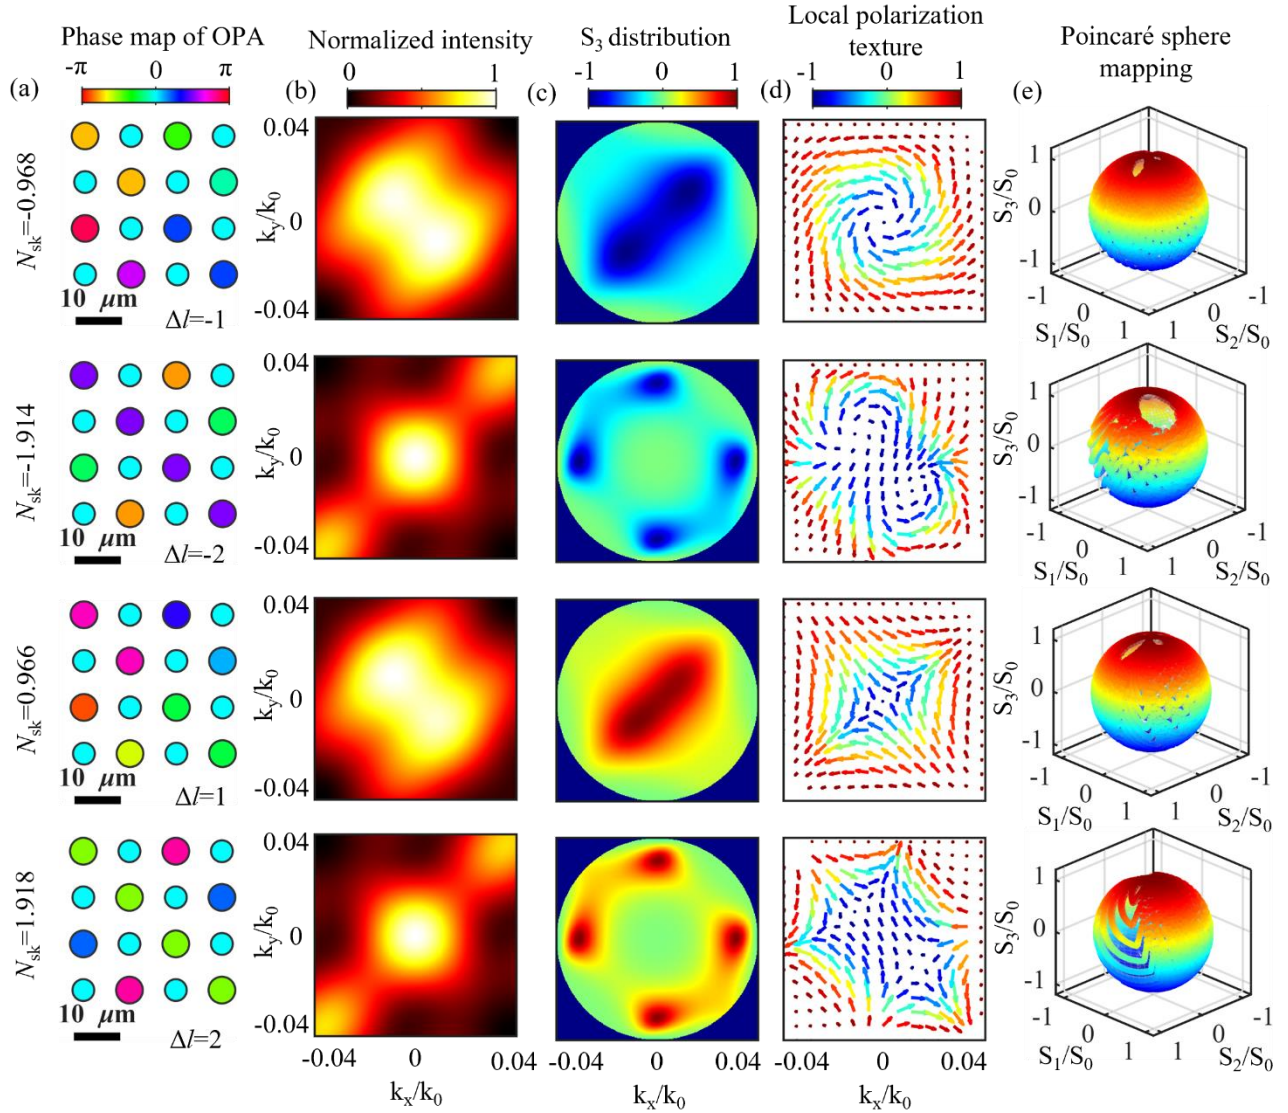 Phase map of OPA
Normalized intensity
S3 distribution
Local polarization
texture
Poincaré sphere
mapping
-π 0 π
0 1
-1 0 1
-1 1
(a)
(b)
(c)
(d)
(e)
Nsk=-0.968
10 μm
Δl=-1
0.04
ky/k0
0
-0.04
S3/S0
1
0
-1
-1
0
1
S1/S0
-1
0
1
S2/S0
Nsk=-1.914
10 μm
Δl=-2
0.04
ky/k0
0
-0.04
S3/S0
1
0
-1
-1
0
1
S1/S0
-1
0
1
S2/S0
Nsk=0.966
10 μm
Δl=1
0.04
ky/k0
0
-0.04
S3/S0
1
0
-1
-1
0
1
S1/S0
-1
0
1
S2/S0
Nsk=1.918
10 μm
Δl=2
0.04
ky/k0
0
-0.04
-0.04 0 0.04
kx/k0
-0.04 0 0.04
-0.04 0 0.04
kx/k0
S3/S0
1
0
-1
-1
0
1
S1/S0
-1
0
1
S2/S0